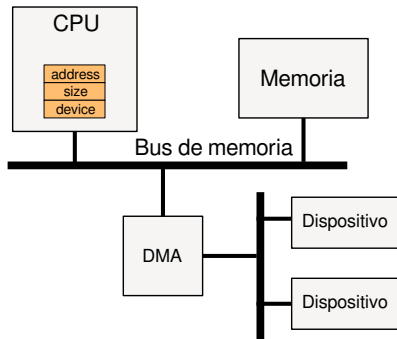 CPU
address
size
device
Memoria
Bus de memoria
DMA
Dispositivo
Dispositivo